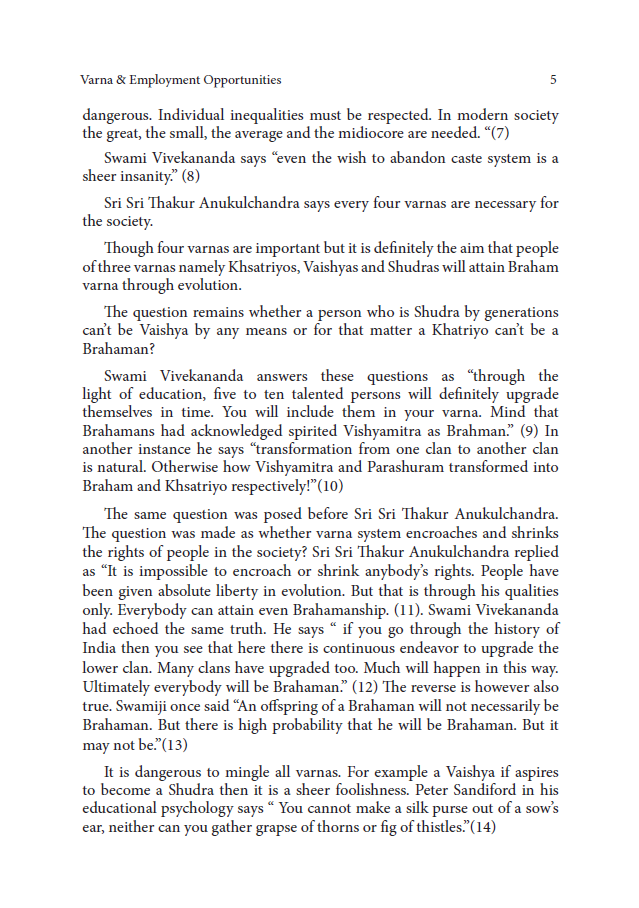 Varna & Employment Opportunities 5
dangerous. Individual inequalities must be respected. In modern society
the great, the small, the average and the midiocore are needed. “(7)
Swami Vivekananda says “even the wish to abandon caste system is a
sheer insanity.” (8)
Sri Sri Thakur Anukulchandra says every four varnas are necessary for
the society.
Though four varnas are important but it is definitely the aim that people
of three varnas namely Khsatriyos, Vaishyas and Shudras will attain Braham
varna through evolution.
The question remains whether a person who is Shudra by generations
can’t be Vaishya by any means or for that matter a Khatriyo can’t be a
Brahaman?
Swami Vivekananda answers these questions as “through the
light of education, five to ten talented persons will definitely upgrade
themselves in time. You will include them in your varna. Mind that
Brahamans had acknowledged spirited Vishyamitra as Brahman.” (9) In
another instance he says “transformation from one clan to another clan
is natural. Otherwise how Vishyamitra and Parashuram transformed into
Braham and Khsatriyo respectively!”(10)
The same question was posed before Sri Sri Thakur Anukulchandra.
The question was made as whether varna system encroaches and shrinks
the rights of people in the society? Sri Sri Thakur Anukulchandra replied
as “It is impossible to encroach or shrink anybody’s rights. People have
been given absolute liberty in evolution. But that is through his qualities
only. Everybody can attain even Brahamanship. (11). Swami Vivekananda
had echoed the same truth. He says “ if you go through the history of
India then you see that here there is continuous endeavor to upgrade the
lower clan. Many clans have upgraded too. Much will happen in this way.
Ultimately everybody will be Brahaman.” (12) The reverse is however also
true. Swamiji once said “An offspring of a Brahaman will not necessarily be
Brahaman. But there is high probability that he will be Brahaman. But it
may not be.”(13)
It is dangerous to mingle all varnas. For example a Vaishya if aspires
to become a Shudra then it is a sheer foolishness. Peter Sandiford in his
educational psychology says “ You cannot make a silk purse out of a sow’s
ear, neither can you gather grapse of thorns or fig of thistles.”(14)